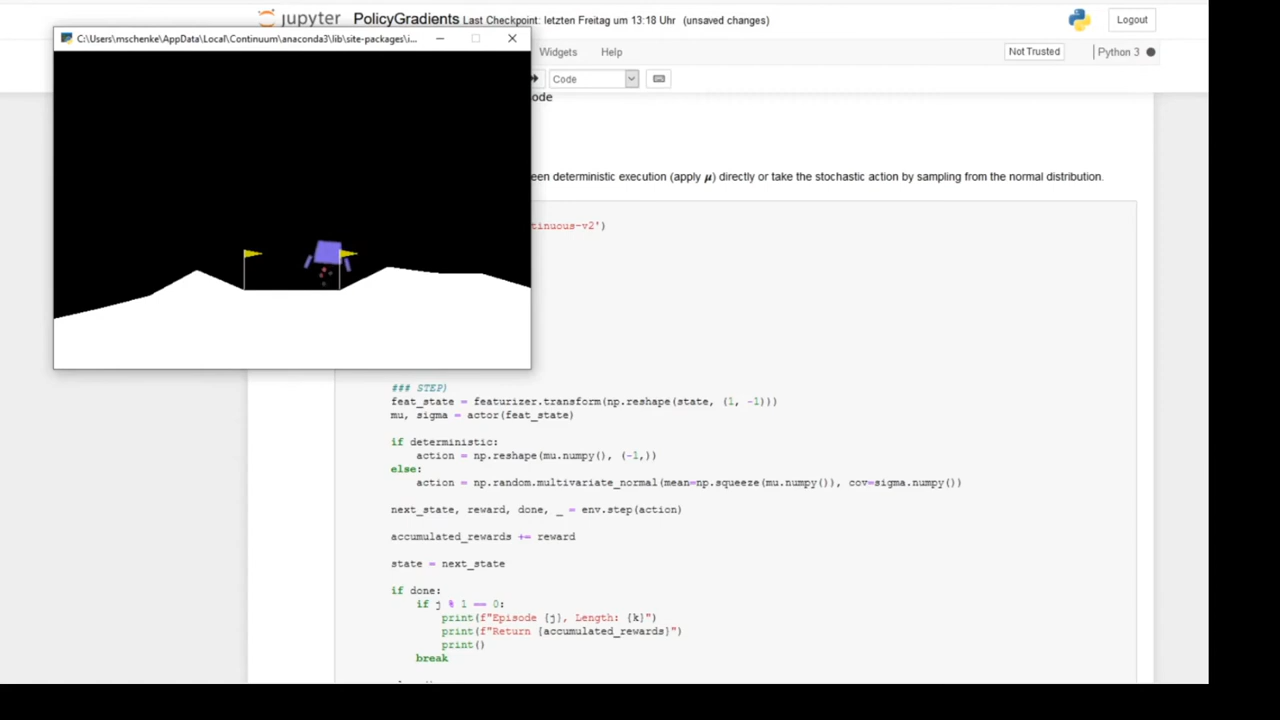 jupyter PolicyGradients Last Checkpoint: letzten Freitag um 13:18 Uhr (unsaved changes)
Logout
C:\Users\mschenke\AppData\Local\Continuum\anaconda3\lib\site-packages\i...
Widgets Help
Not Trusted
Python 3
Code
ode
een deterministic execution (apply μ) directly or take the stochastic action by sampling from the normal distribution.
tinuous-v2')
### STEP)
feat_state = featurizer.transform(np.reshape(state, (1, -1)))
mu, sigma = actor(feat_state)
if deterministic:
action = np.reshape(mu.numpy(), (-1,))
else:
action = np.random.multivariate_normal(mean=np.squeeze(mu.numpy()), cov=sigma.numpy())
next_state, reward, done, _ = env.step(action)
accumulated_rewards += reward
state = next_state
if done:
if j % 1 == 0:
print(f"Episode {j}, Length: {k}")
print(f"Return {accumulated_rewards}")
print()
break